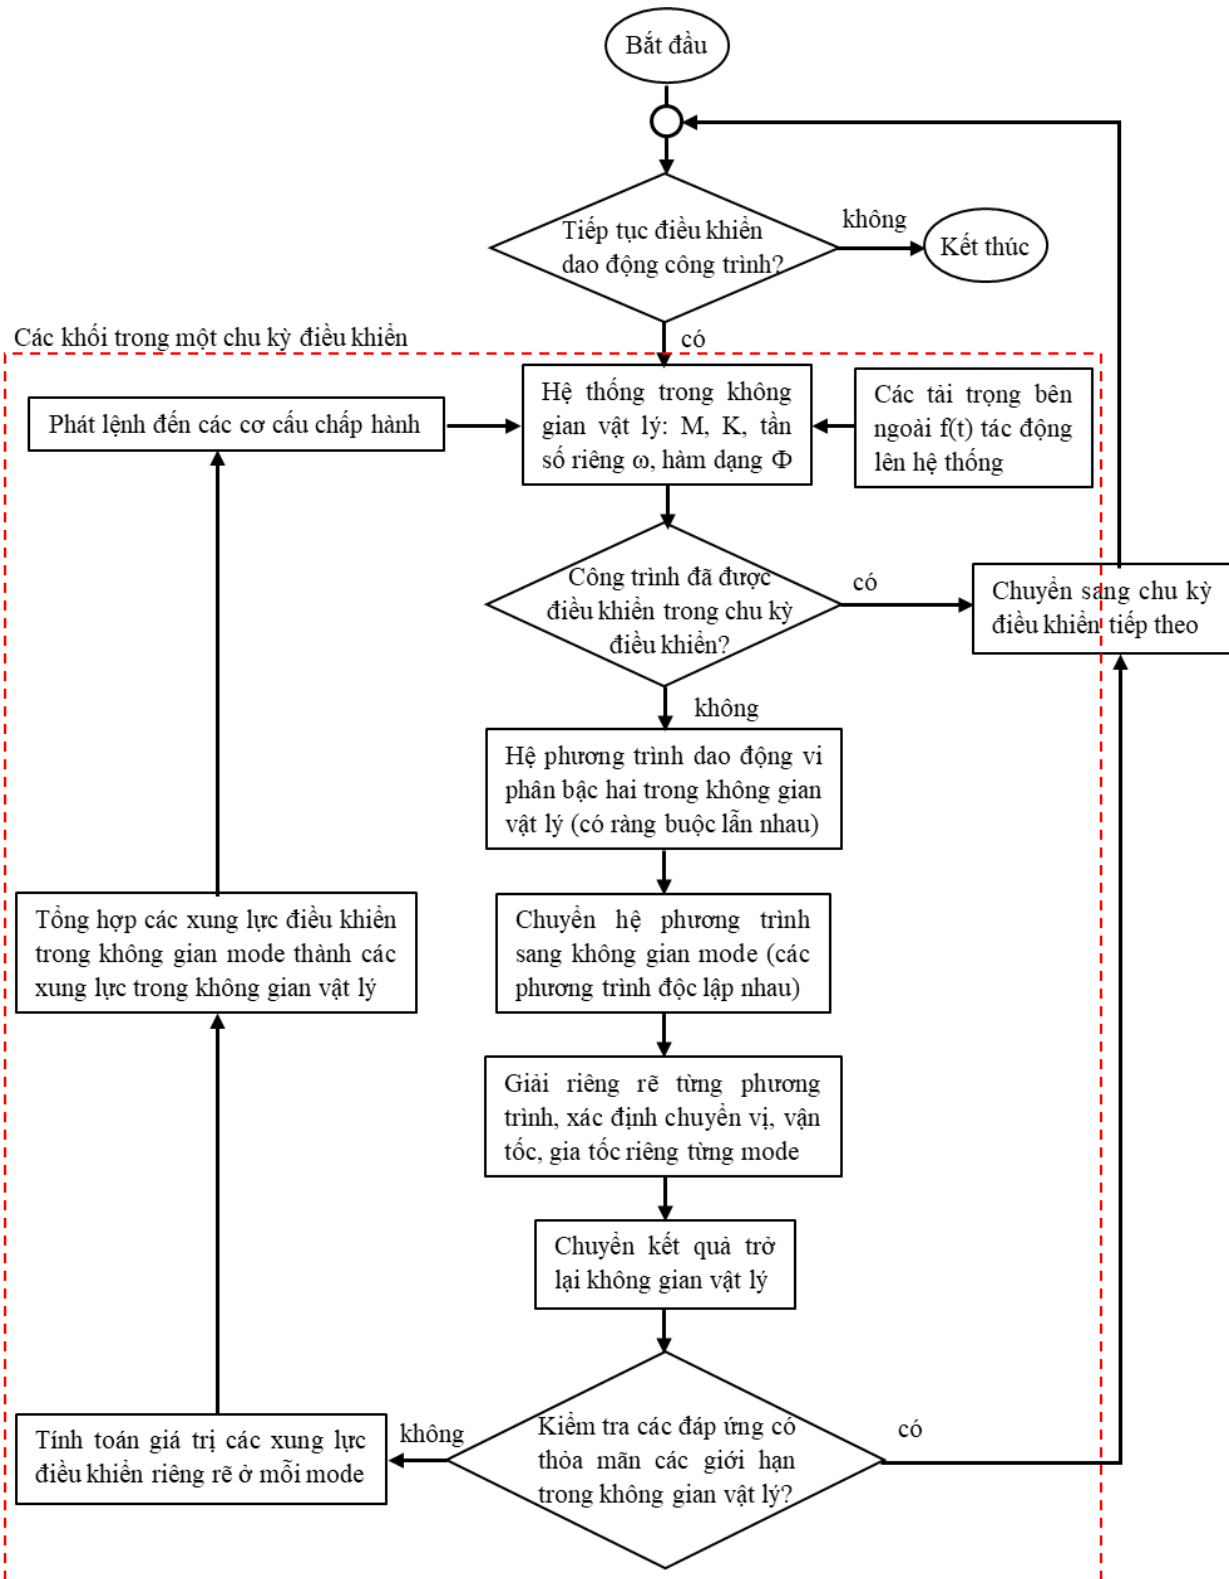 Bắt đầu
Tiếp tục điều khiển
dao động công trình?
không
Kết thúc
Các khối trong một chu kỳ điều khiển
có
Phát lệnh đến các cơ cấu chấp hành
Hệ thống trong không
gian vật lý: M, K, tần
số riêng ω, hàm dạng Φ
Các tải trọng bên
ngoài f(t) tác động
lên hệ thống
Công trình đã được
điều khiển trong chu kỳ
điều khiển?
có
Chuyển sang chu kỳ
điều khiển tiếp theo
không
Hệ phương trình dao động vi
phân bậc hai trong không gian
vật lý (có ràng buộc lẫn nhau)
Tổng hợp các xung lực điều khiển
trong không gian mode thành các
xung lực trong không gian vật lý
Chuyển hệ phương trình
sang không gian mode (các
phương trình độc lập nhau)
Giải riêng rẽ từng phương
trình, xác định chuyển vị, vận
tốc, gia tốc riêng từng mode
Chuyển kết quả trở
lại không gian vật lý
Tính toán giá trị các xung lực
điều khiển riêng rẽ ở mỗi mode
không
Kiểm tra các đáp ứng có
thỏa mãn các giới hạn
trong không gian vật lý?
có